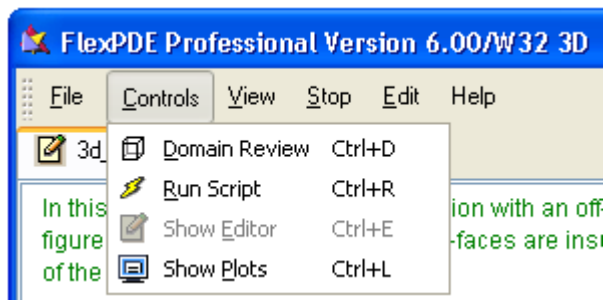 FlexPDE Professional Version 6.00/W32 3D
File Controls View Stop Edit Help
3d_
Domain Review Ctrl+D
Run Script Ctrl+R
Show Editor Ctrl+E
Show Plots Ctrl+L
In this ion with an off
figure -faces are insu
of the